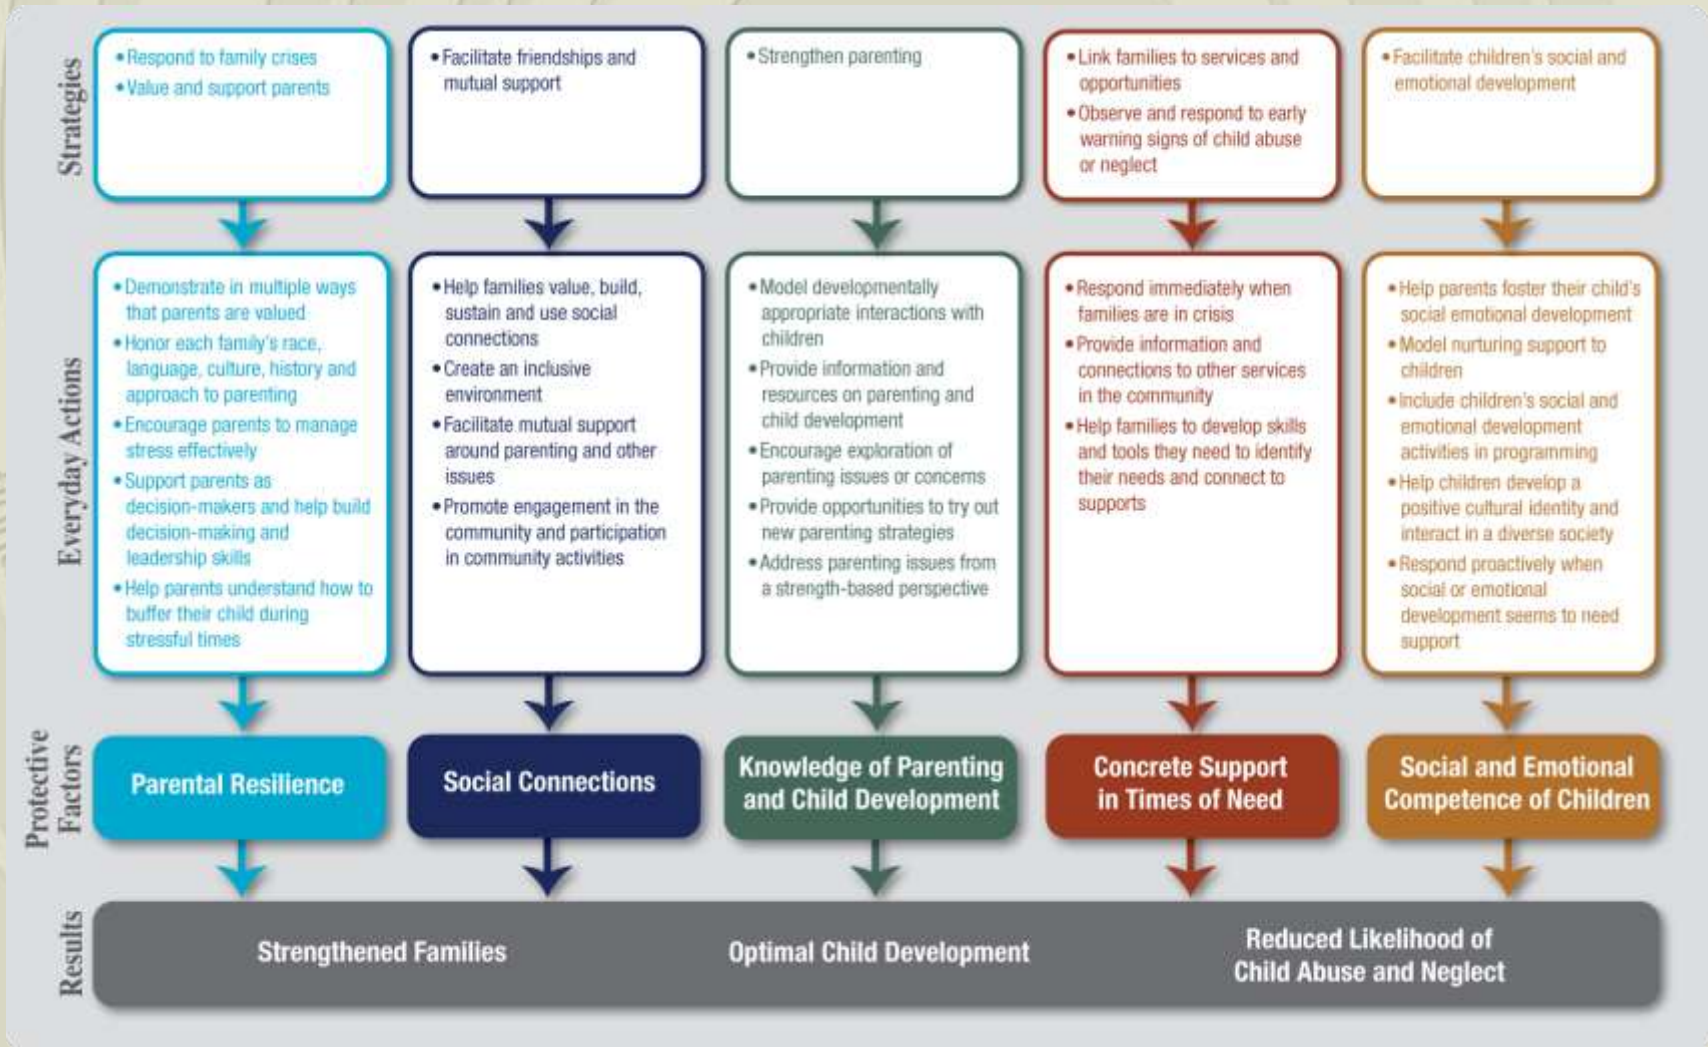 Strategies
• Respond to family crises
• Value and support parents
• Facilitate friendships and
mutual support
• Strengthen parenting
• Link families to services and
opportunities
• Observe and respond to early
warning signs of child abuse
or neglect
• Facilitate children's social and
emotional development
Everyday Actions
• Demonstrate in multiple ways
that parents are valued
• Honor each family's race,
language, culture, history and
approach to parenting
• Encourage parents to manage
stress effectively
• Support parents as
decision-makers and help build
decision-making and
leadership skills
• Help parents understand how to
buffer their child during
stressful times
• Help families value, build,
sustain and use social
connections
• Create an inclusive
environment
• Facilitate mutual support
around parenting and other
issues
• Promote engagement in the
community and participation
in community activities
• Model developmentally
appropriate interactions with
children
• Provide information and
resources on parenting and
child development
• Encourage exploration of
parenting issues or concerns
• Provide opportunities to try out
new parenting strategies
• Address parenting issues from
a strength-based perspective
• Respond immediately when
families are in crisis
• Provide information and
connections to other services
in the community
• Help families to develop skills
and tools they need to identify
their needs and connect to
supports
• Help parents foster their child's
social emotional development
• Model nurturing support to
children
• Include children's social and
emotional development
activities in programming
• Help children develop a
positive cultural identity and
interact in a diverse society
• Respond proactively when
social or emotional
development seems to need
support
Protective
Factors
Parental Resilience
Social Connections
Knowledge of Parenting
and Child Development
Concrete Support
in Times of Need
Social and Emotional
Competence of Children
Results
Strengthened Families
Optimal Child Development
Reduced Likelihood of
Child Abuse and Neglect